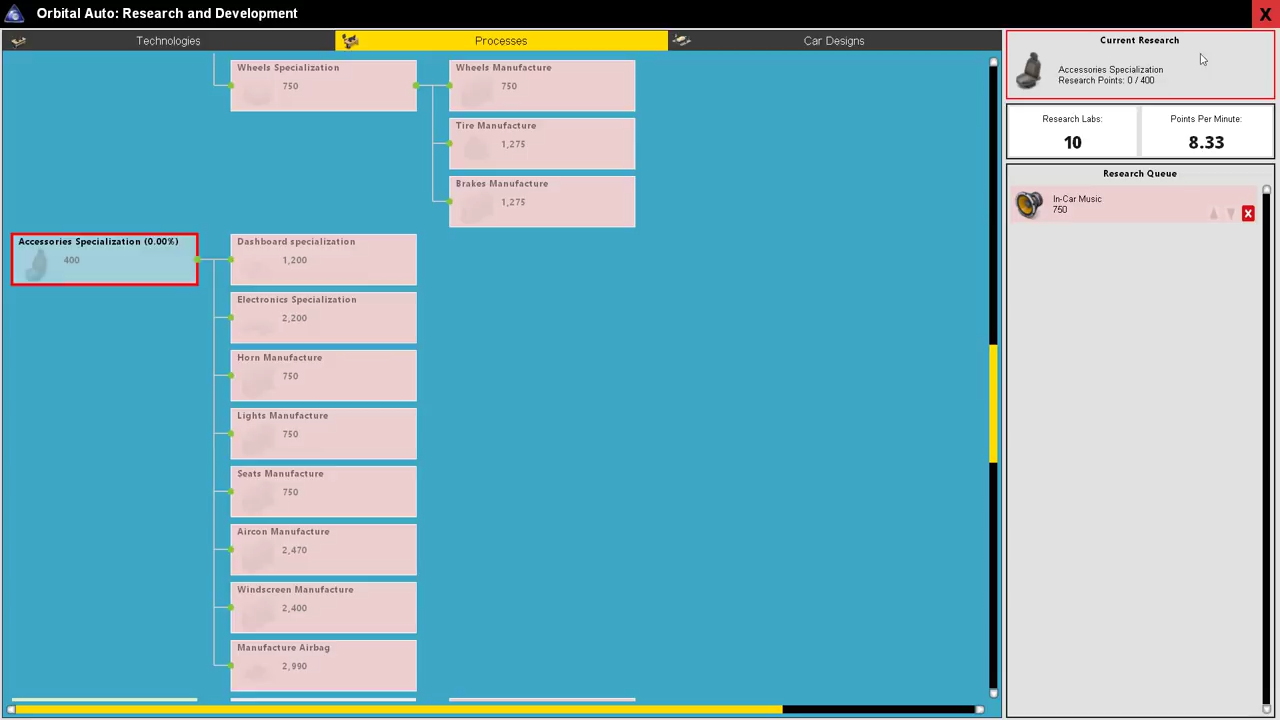 Orbital Auto: Research and Development
X
Technologies
Processes
Car Designs
Wheels Specialization
750
Wheels Manufacture
750
Tire Manufacture
1,275
Brakes Manufacture
1,275
Accessories Specialization (0.00%)
400
Dashboard specialization
1,200
Electronics Specialization
2,200
Horn Manufacture
750
Lights Manufacture
750
Seats Manufacture
750
Aircon Manufacture
2,470
Windscreen Manufacture
2,400
Manufacture Airbag
2,990
Current Research
Accessories Specialization
Research Points: 0 / 400
Research Labs:
10
Points Per Minute:
8.33
Research Queue
In-Car Music
750